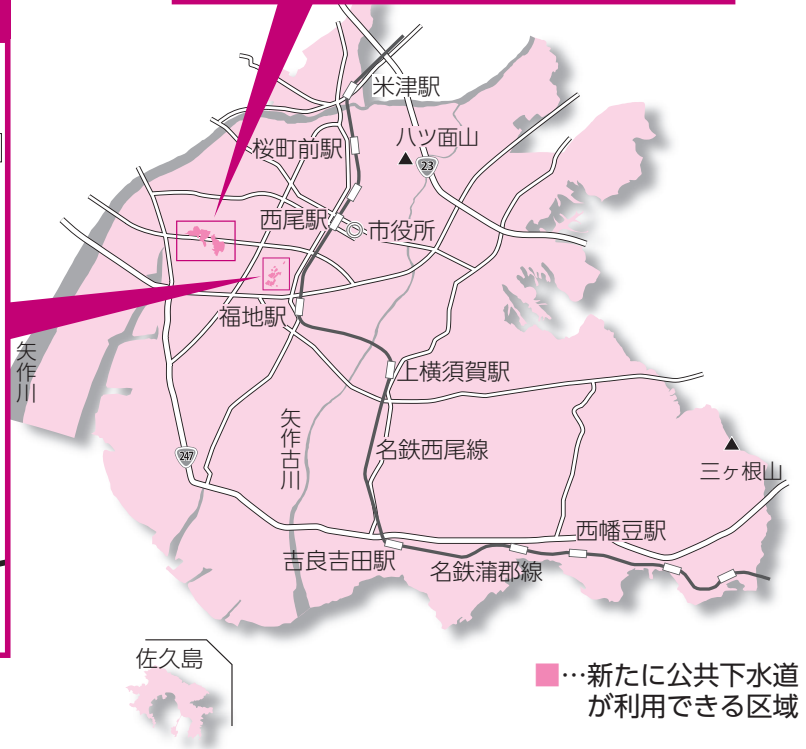 米津駅
八ツ面山
桜町前駅
23
西尾駅
市役所
福地駅
矢作川
上横須賀駅
矢作古川
名鉄西尾線
247
三ヶ根山
西幡豆駅
吉良吉田駅
名鉄蒲郡線
佐久島
…新たに公共下水道
が利用できる区域